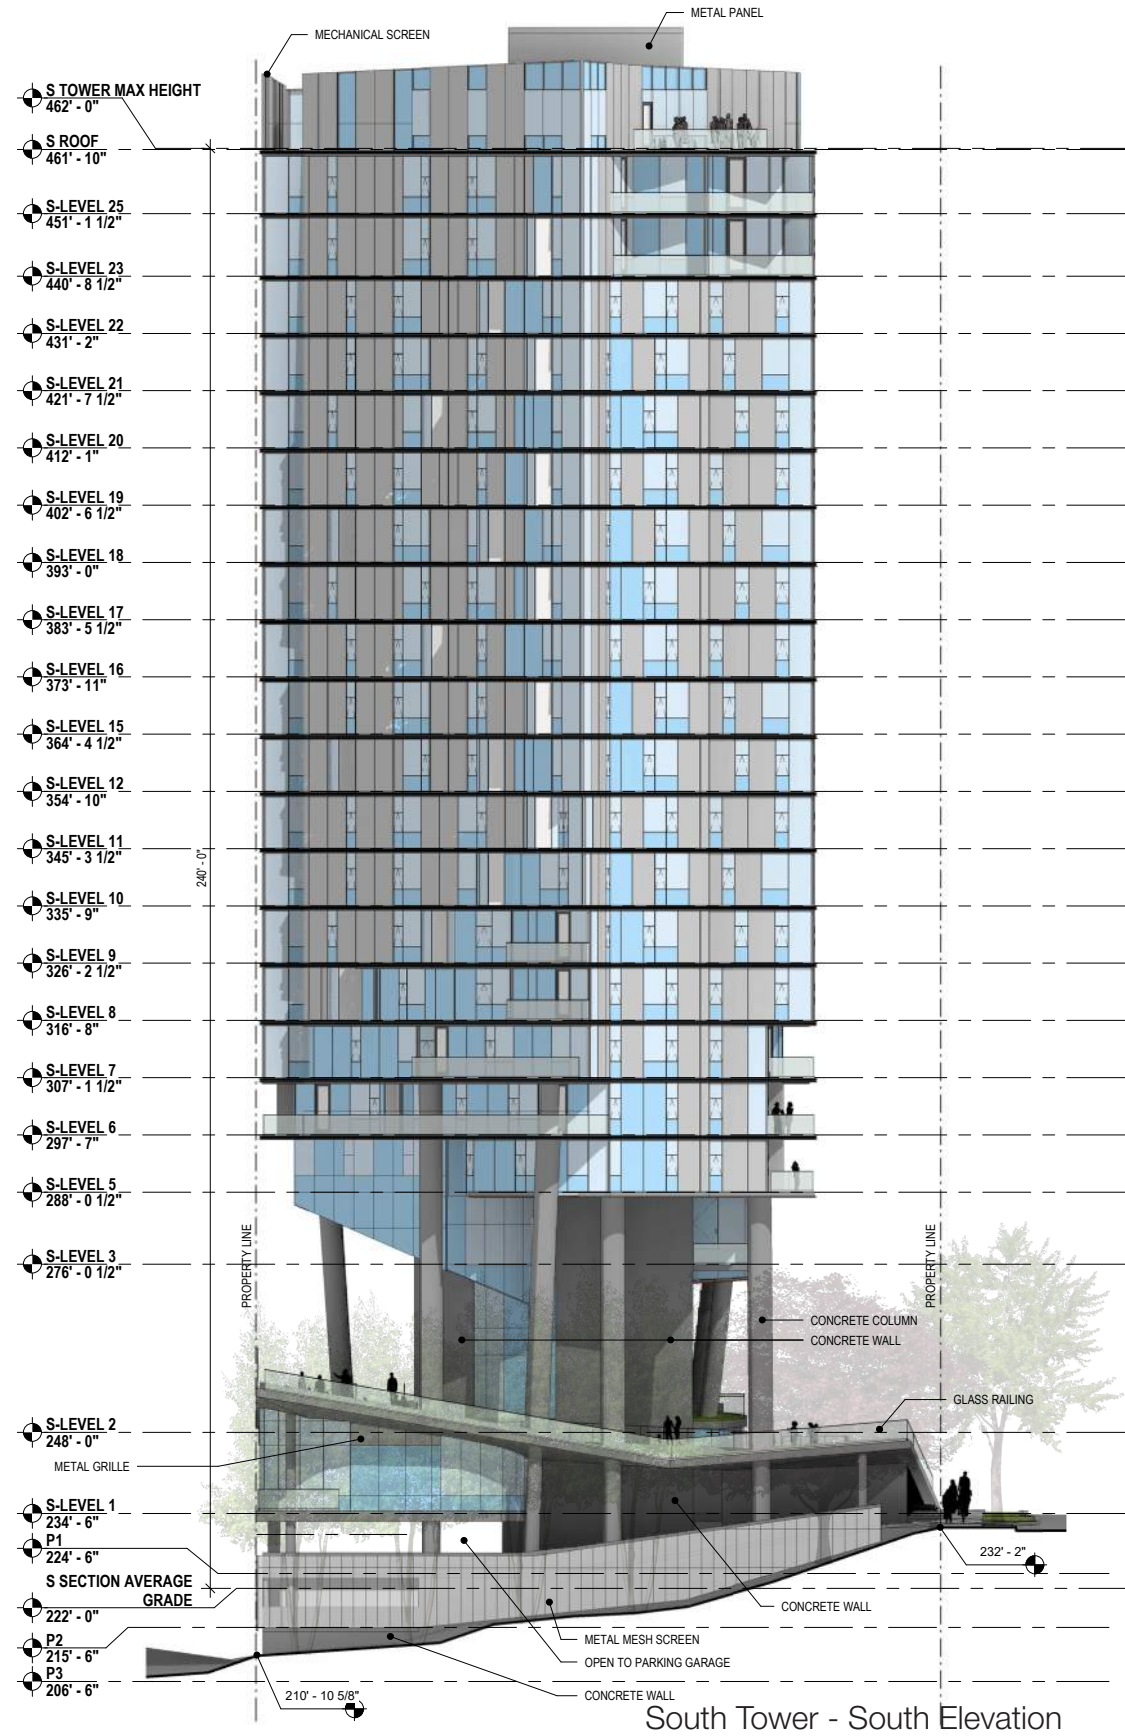 METAL PANEL
MECHANICAL SCREEN
S TOWER MAX HEIGHT
462' - 0"
S ROOF
461' - 10"
S-LEVEL 25
451' - 1 1/2"
S-LEVEL 23
440' - 8 1/2"
S-LEVEL 22
431' - 2"
S-LEVEL 21
421' - 7 1/2"
S-LEVEL 20
412' - 1"
S-LEVEL 19
402' - 6 1/2"
S-LEVEL 18
393' - 0"
S-LEVEL 17
383' - 5 1/2"
S-LEVEL 16
373' - 11"
S-LEVEL 15
364' - 4 1/2"
S-LEVEL 12
354' - 10"
S-LEVEL 11
345' - 3 1/2"
240' - 0"
S-LEVEL 10
335' - 9"
S-LEVEL 9
326' - 2 1/2"
S-LEVEL 8
316' - 8"
S-LEVEL 7
307' - 1 1/2"
S-LEVEL 6
297' - 7"
S-LEVEL 5
288' - 0 1/2"
S-LEVEL 3
276' - 0 1/2"
PROPERTY LINE
PROPERTY LINE
CONCRETE COLUMN
CONCRETE WALL
GLASS RAILING
S-LEVEL 2
248' - 0"
METAL GRILLE
S-LEVEL 1
234' - 6"
P1
224' - 6"
232' - 2"
S SECTION AVERAGE
GRADE
222' - 0"
CONCRETE WALL
P2
215' - 6"
METAL MESH SCREEN
OPEN TO PARKING GARAGE
P3
206' - 6"
210' - 10 5/8"
CONCRETE WALL
South Tower - South Elevation